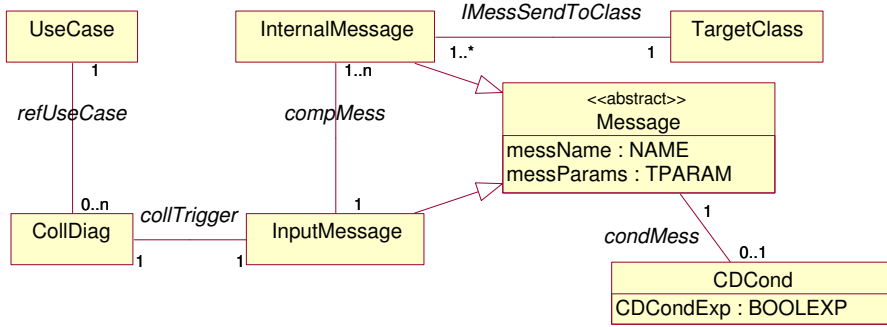 IMessSendToClass
UseCase
InternalMessage
TargetClass
1
1..n
1..*
1
<<abstract>>
Message
messName : NAME
messParams : TPARAM
refUseCase
compMess
0..n
collTrigger
1
1
CollDiag
InputMessage
condMess
1
1
0..1
CDCond
CDCondExp : BOOLEXP